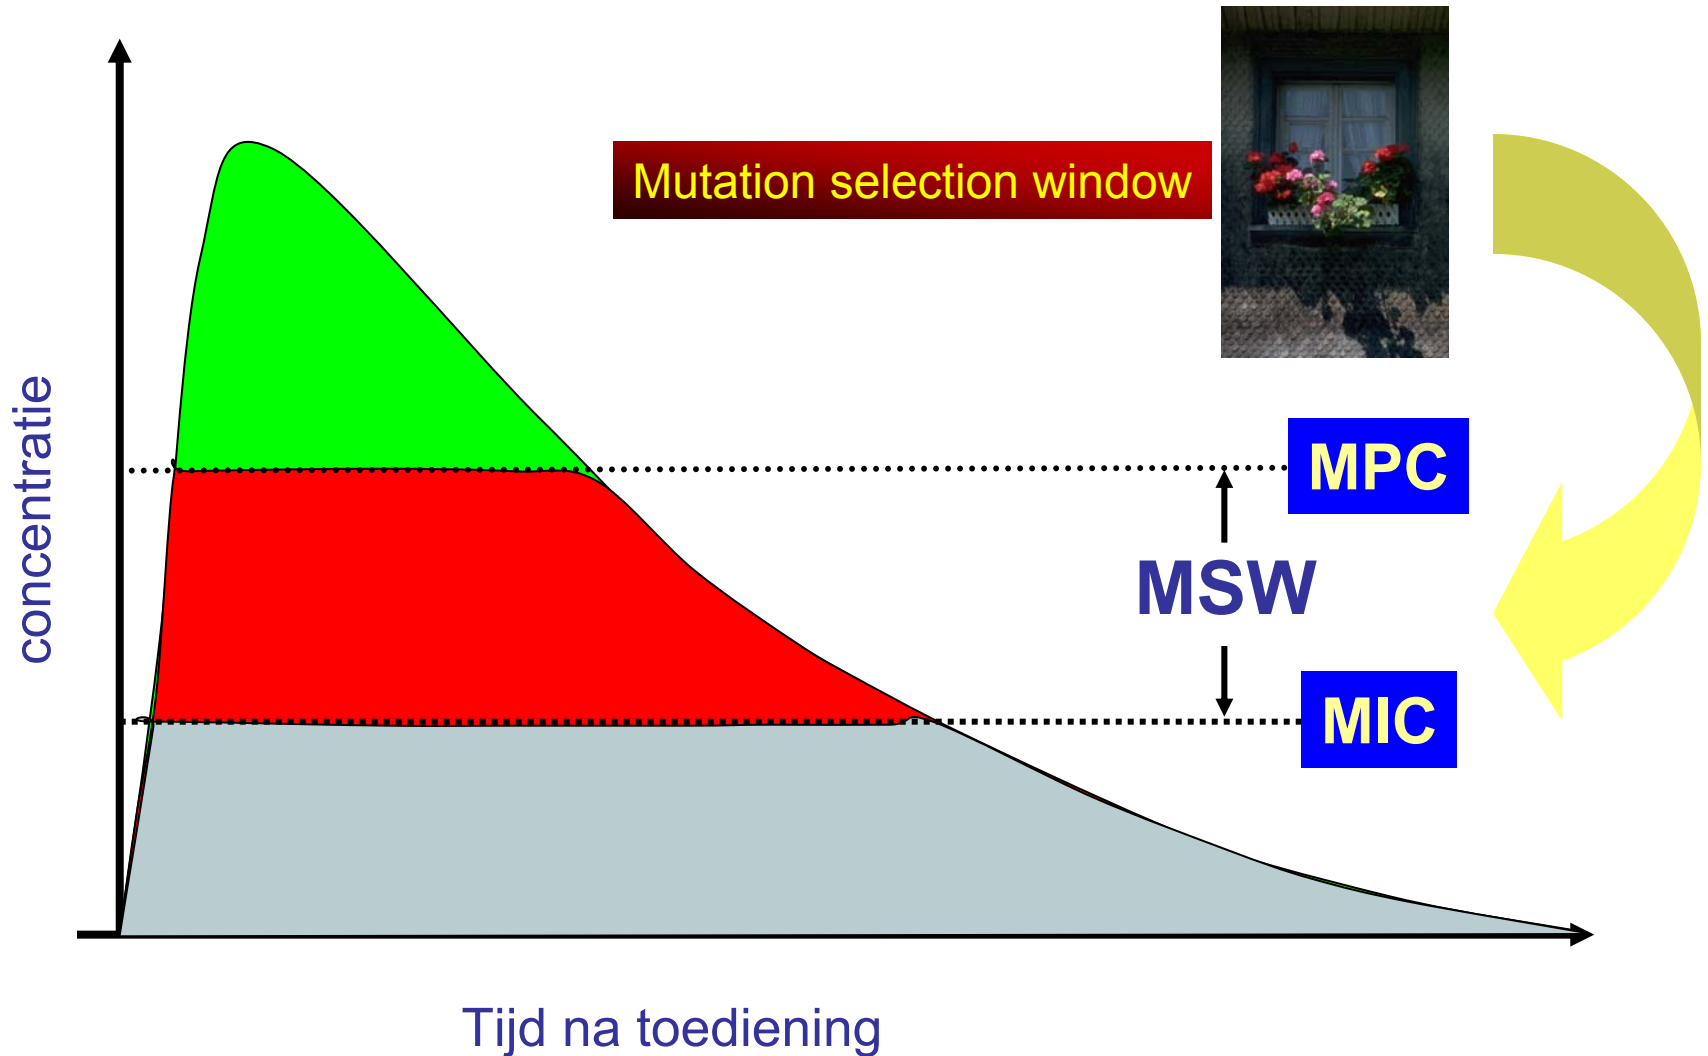 Mutation selection window
concentratie
MPC
MSW
MIC
Tijd na toediening